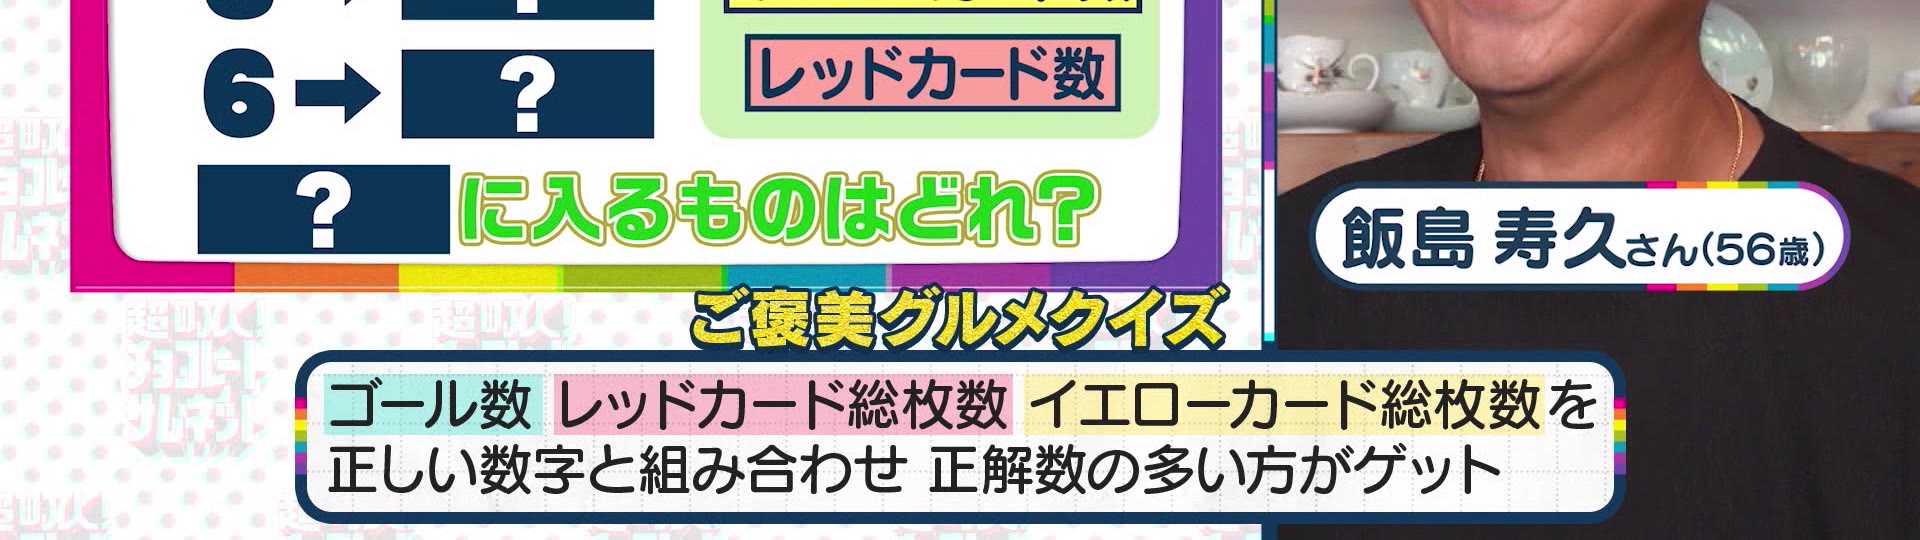 レッドカード数
6→?
?に入るものはどれ?
飯島 寿久さん(56歳)
ご褒美グルメクイズ
ゴール数 レッドカード総枚数 イエローカード総枚数を
正しい数字と組み合わせ 正解数の多い方がゲット